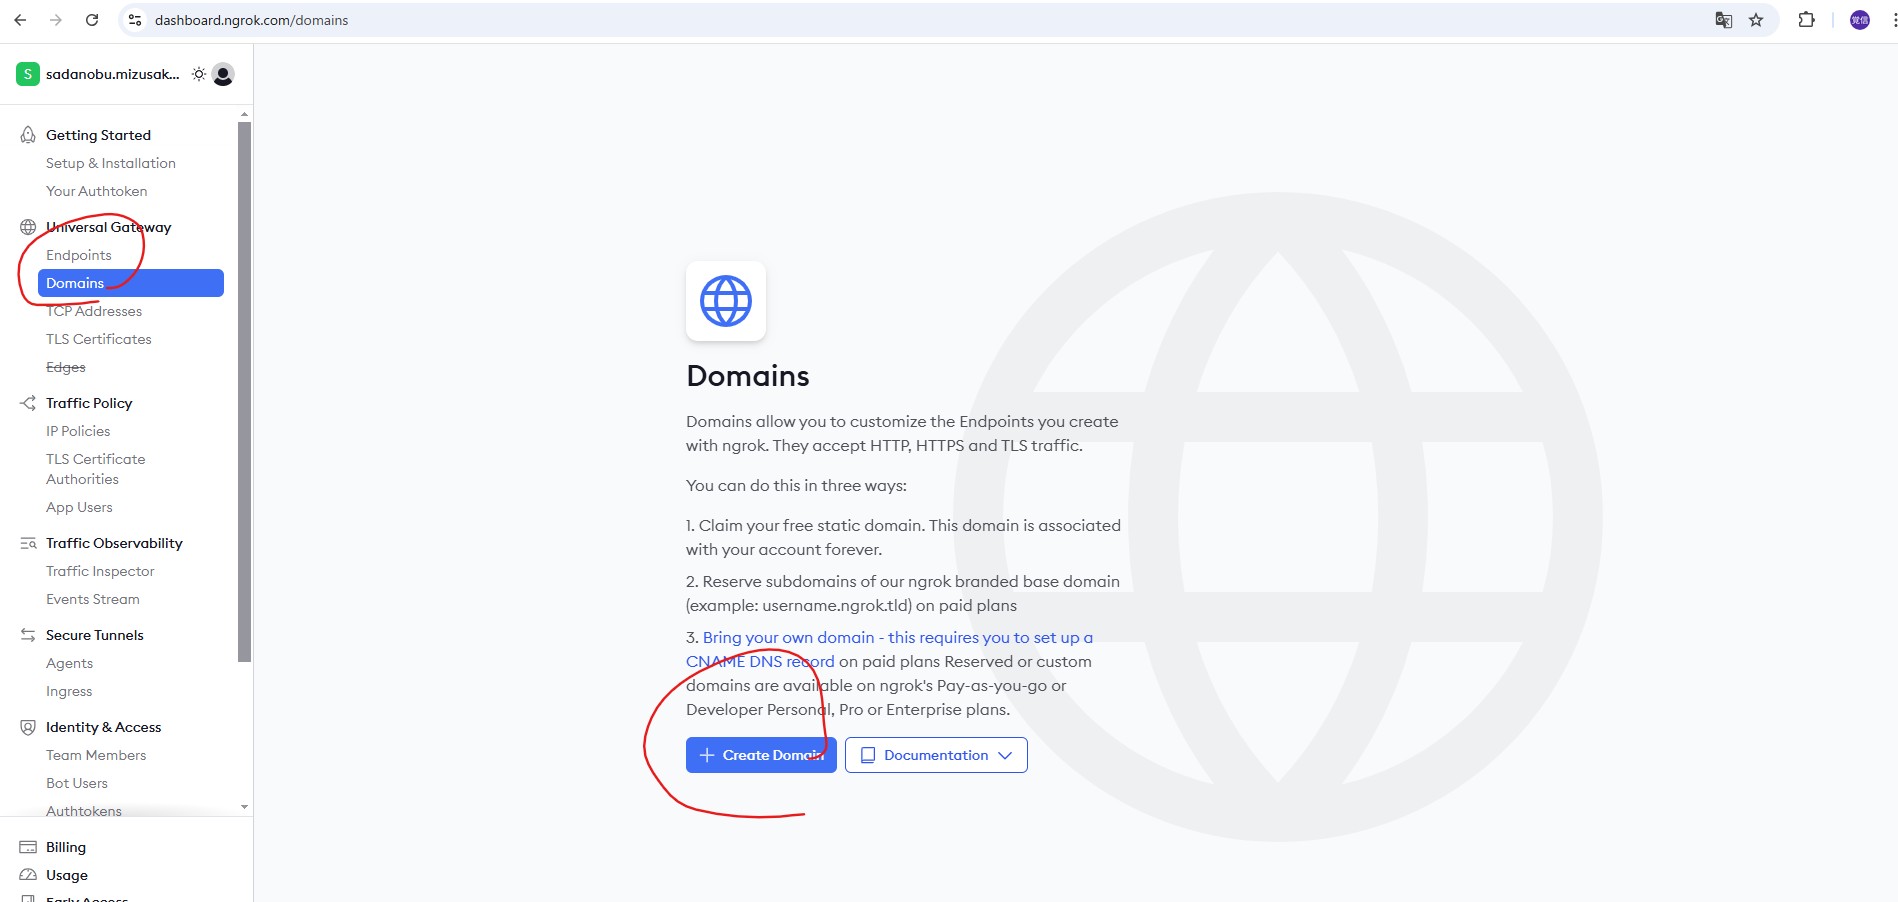 dashboard.ngrok.com/domains
覚信
S sadanobu.mizusak...
Getting Started
Setup & Installation
Your Authtoken
Universal Gateway
Endpoints
Domains
TCP Addresses
TLS Certificates
Edges
Traffic Policy
IP Policies
TLS Certificate
Authorities
App Users
Traffic Observability
Traffic Inspector
Events Stream
Secure Tunnels
Agents
Ingress
Identity & Access
Team Members
Bot Users
Authtokens
Billing
Usage
Early Access
Domains
Domains allow you to customize the Endpoints you create
with ngrok. They accept HTTP, HTTPS and TLS traffic.
You can do this in three ways:
1. Claim your free static domain. This domain is associated
with your account forever.
2. Reserve subdomains of our ngrok branded base domain
(example: username.ngrok.tld) on paid plans
3. Bring your own domain - this requires you to set up a
CNAME DNS record on paid plans Reserved or custom
domains are available on ngrok's Pay-as-you-go or
Developer Personal, Pro or Enterprise plans.
Create Domain
Documentation